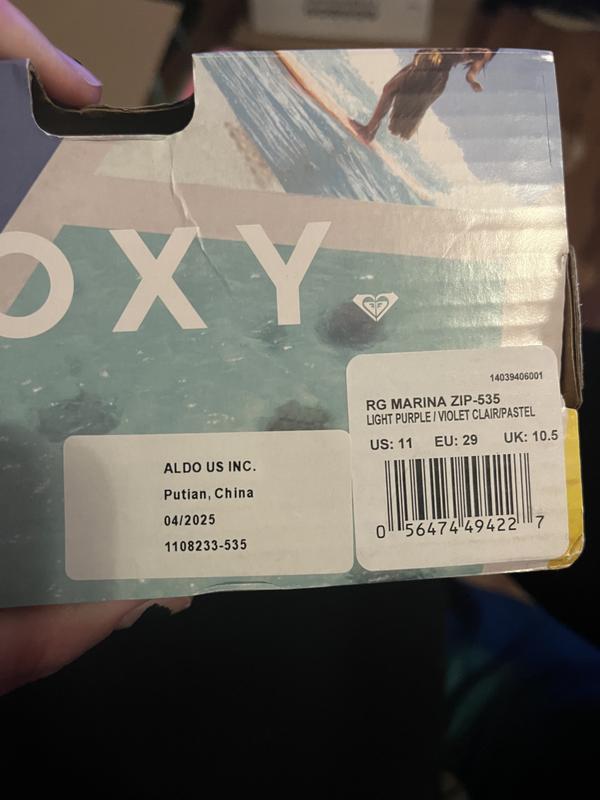 OXY
14039406001
RG MARINA ZIP-535
LIGHT PURPLE / VIOLET CLAIR/PASTEL
US: 11 EU: 29 UK: 10.5
0 56474 49422 7
ALDO US INC.
Putian, China
04/2025
1108233-535